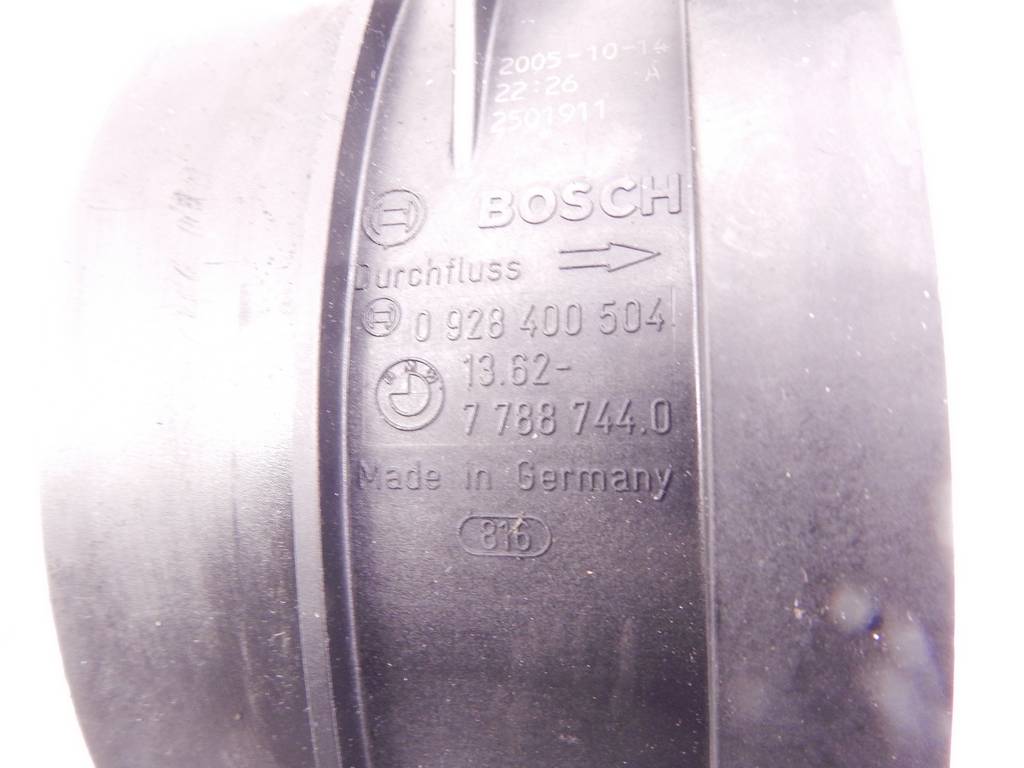 2005-10-14
22:26 A
2501911
BOSCH
Durchfluss
0 928 400 504
BMW
13.62-
7 788 744.0
Made in Germany
816